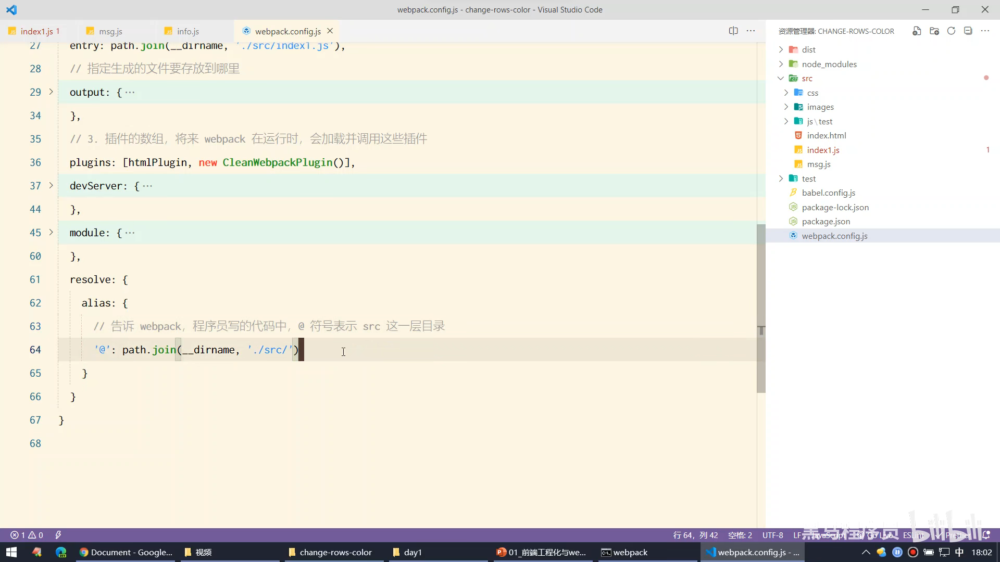 webpack.config.js - change-rows-color - Visual Studio Code
index1.js 1
msg.js
info.js
webpack.config.js
资源管理器: CHANGE-ROWS-COLOR
27 entry: path.join(__dirname, './src/index1.js'),
28 // 指定生成的文件要存放到哪里
29 output: {···
34 },
35 // 3. 插件的数组，将来 webpack 在运行时，会加载并调用这些插件
36 plugins: [htmlPlugin, new CleanWebpackPlugin()],
37 devServer: {···
44 },
45 module: {···
60 },
61 resolve: {
62 alias: {
63 // 告诉 webpack，程序员写的代码中，@ 符号表示 src 这一层目录
64 '@': path.join(__dirname, './src/')
65 }
66 }
67 }
68
dist
node_modules
src
css
images
js\test
index.html
index1.js 1
msg.js
test
babel.config.js
package-lock.json
package.json
webpack.config.js
1 0
行 64，列 42
空格: 2
UTF-8
LF
JavaScript
Go Live
ESLint
Prettier
黑马程序员
bilibili
Document - Google...
视频
change-rows-color
day1
01_前端工程化与we...
webpack
webpack.config.js - ...
中
18:02